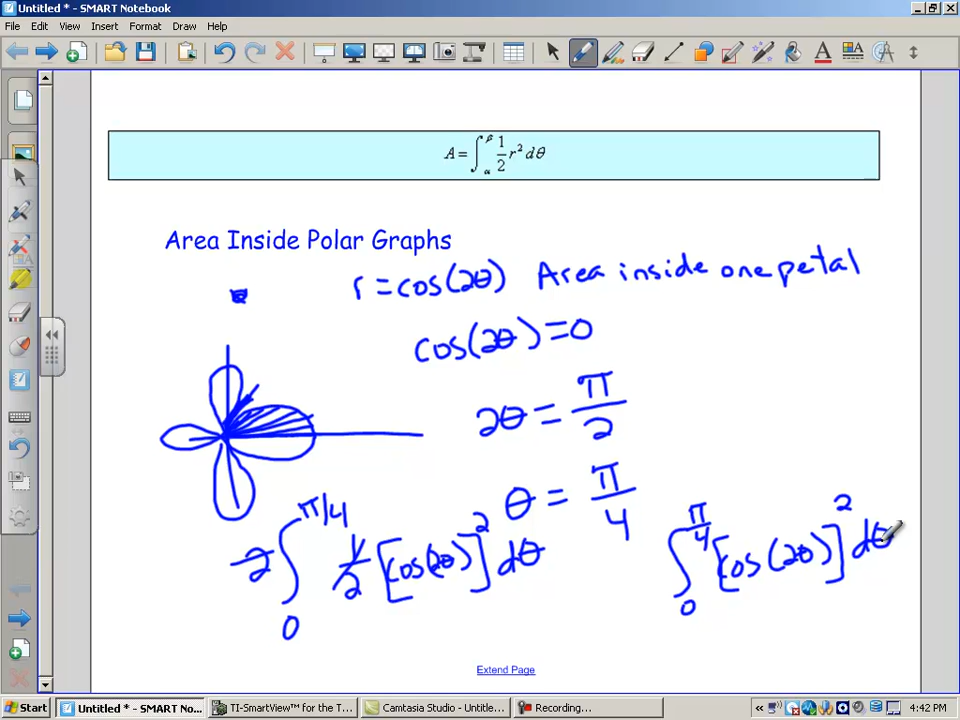 Untitled * - SMART Notebook
File Edit View Insert Format Draw Help
A = ∫_α^β 1/2 r² dθ
Area Inside Polar Graphs
r = cos(2θ) Area inside one petal
cos(2θ) = 0
2θ = π/2
θ = π/4
2 ∫_0^{π/4} 1/2 [cos(2θ)]² dθ
∫_0^{π/4} [cos(2θ)]² dθ
Extend Page
Start Untitled * - SMART No... TI-SmartView™ for the T... Camtasia Studio - Untitle... Recording... 4:42 PM